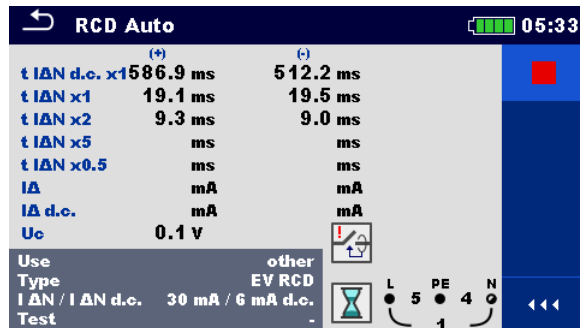 RCD Auto 05:33
(+) (-)
t IΔN d.c. x1 586.9 ms 512.2 ms
t IΔN x1 19.1 ms 19.5 ms
t IΔN x2 9.3 ms 9.0 ms
t IΔN x5 ms ms
t IΔN x0.5 ms ms
IΔ mA mA
IΔ d.c. mA mA
Uc 0.1 V
!
Use other
Type EV RCD
I ΔN / I ΔN d.c. 30 mA / 6 mA d.c.
Test -
L PE N
5 4
1